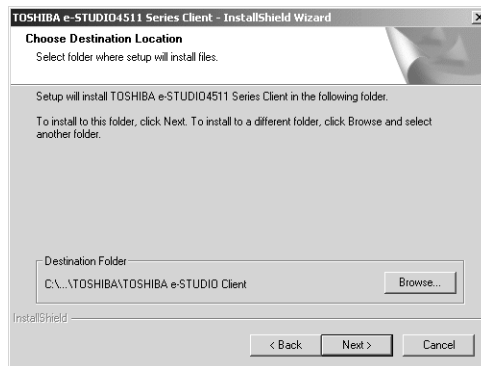 TOSHIBA e-STUDIO4511 Series Client - InstallShield Wizard
Choose Destination Location
Select folder where setup will install files.
Setup will install TOSHIBA e-STUDIO4511 Series Client in the following folder.
To install to this folder, click Next. To install to a different folder, click Browse and select
another folder.
Destination Folder
C:\...\TOSHIBA\TOSHIBA e-STUDIO Client
Browse...
InstallShield
< Back
Next >
Cancel